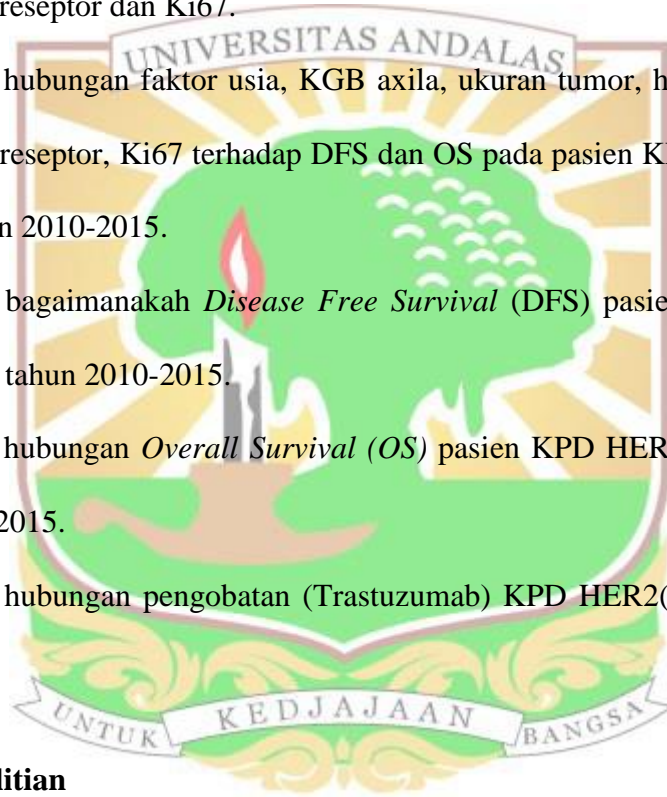 reseptor dan Ki67.
UNIVERSITAS ANDALAS
hubungan faktor usia, KGB axila, ukuran tumor, h
reseptor, Ki67 terhadap DFS dan OS pada pasien K
n 2010-2015.
bagaimanakah Disease Free Survival (DFS) pasie
tahun 2010-2015.
hubungan Overall Survival (OS) pasien KPD HER
2015.
hubungan pengobatan (Trastuzumab) KPD HER2(
UNTUK KEDJAJAAN BANGSA
litian